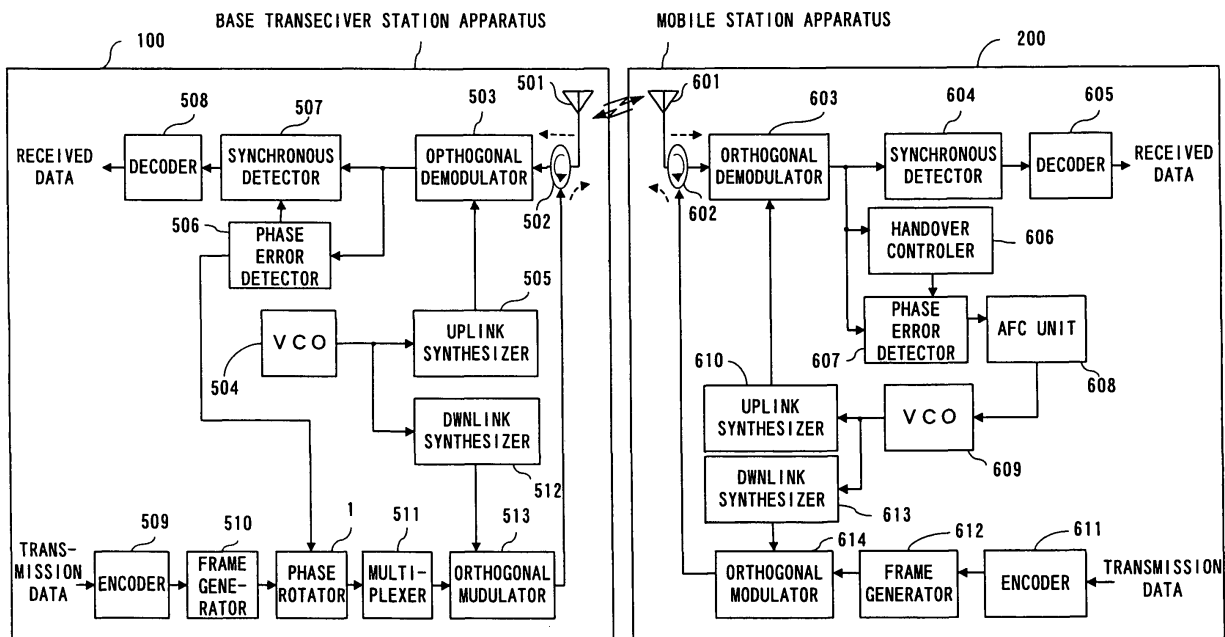 BASE TRANSECIVER STATION APPARATUS
MOBILE STATION APPARATUS
100
200
501
601
508
507
503
603
604
605
RECEIVED
DATA
DECODER
SYNCHRONOUS
DETECTOR
OPTHOGONAL
DEMODULATOR
502
602
ORTHOGONAL
DEMODULATOR
SYNCHRONOUS
DETECTOR
DECODER
RECEIVED
DATA
506
PHASE
ERROR
DETECTOR
HANDOVER
CONTROLER
606
505
VCO
504
UPLINK
SYNTHESIZER
PHASE
ERROR
DETECTOR
607
AFC UNIT
608
610
DWNLINK
SYNTHESIZER
512
UPLINK
SYNTHESIZER
VCO
609
DWNLINK
SYNTHESIZER
613
509
510
1
511
513
614
612
611
TRANS-
MISSION
DATA
ENCODER
FRAME
GENE-
RATOR
PHASE
ROTATOR
MULTI-
PLEXER
ORTHOGONAL
MUDULATOR
ORTHOGONAL
MODULATOR
FRAME
GENERATOR
ENCODER
TRANSMISSION
DATA